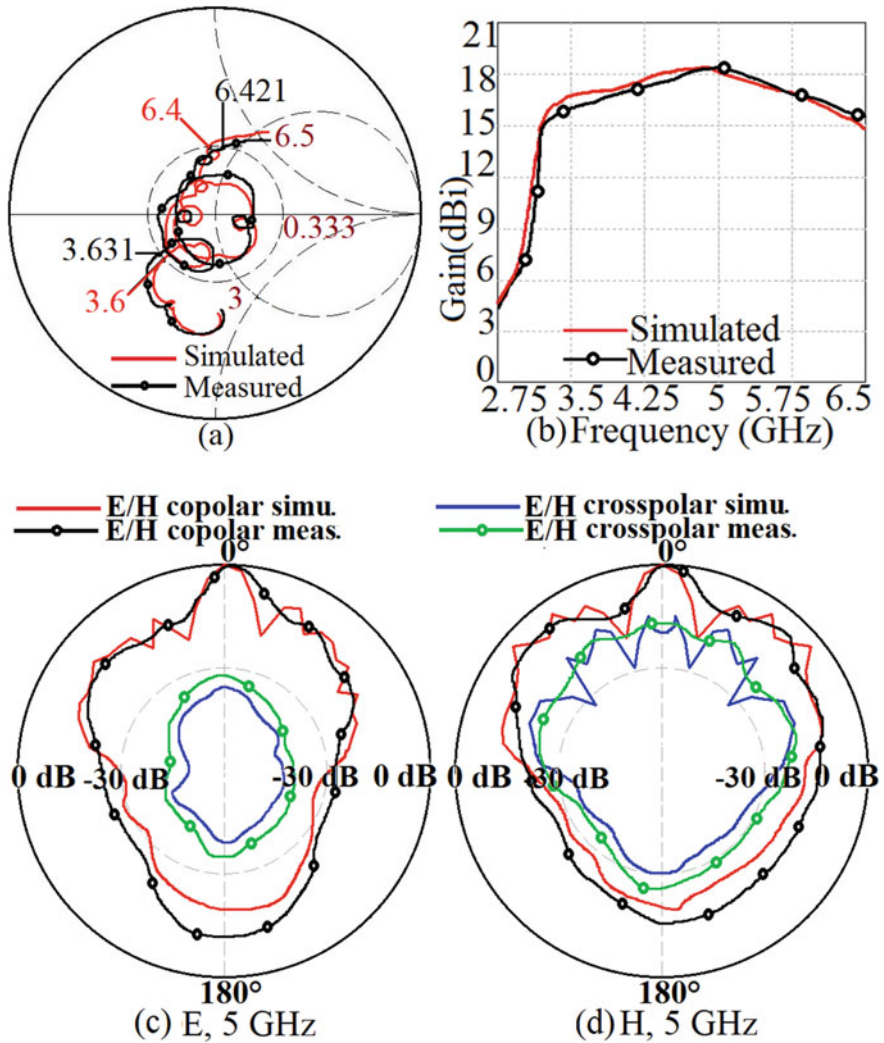 6.4
6.421
6.5
0.333
3.631
3.6
3
Simulated
Measured
(a)
21
18
15
12
9
6
3
0
Gain(dBi)
Simulated
Measured
2.75 3.5 4.25 5 5.75 6.5
(b) Frequency (GHz)
E/H copolar simu.
E/H copolar meas.
E/H crosspolar simu.
E/H crosspolar meas.
0°
0 dB -30 dB -30 dB 0 dB
180°
(c) E, 5 GHz
0°
0 dB -30 dB -30 dB 0 dB
180°
(d) H, 5 GHz